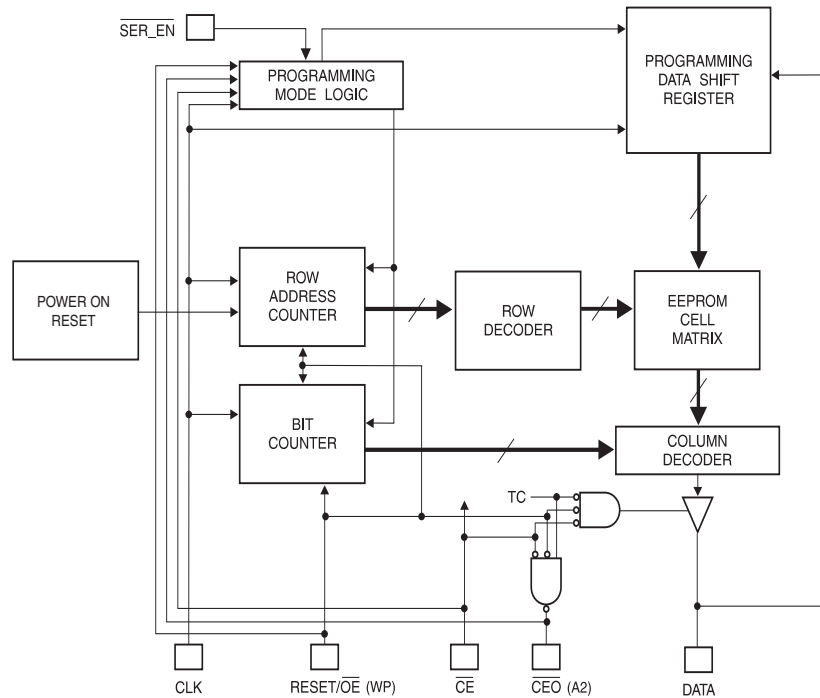 SER_EN
PROGRAMMING
MODE LOGIC
PROGRAMMING
DATA SHIFT
REGISTER
POWER ON
RESET
ROW
ADDRESS
COUNTER
ROW
DECODER
EEPROM
CELL
MATRIX
BIT
COUNTER
COLUMN
DECODER
TC
CLK
RESET/OE (WP)
CE
CEO (A2)
DATA